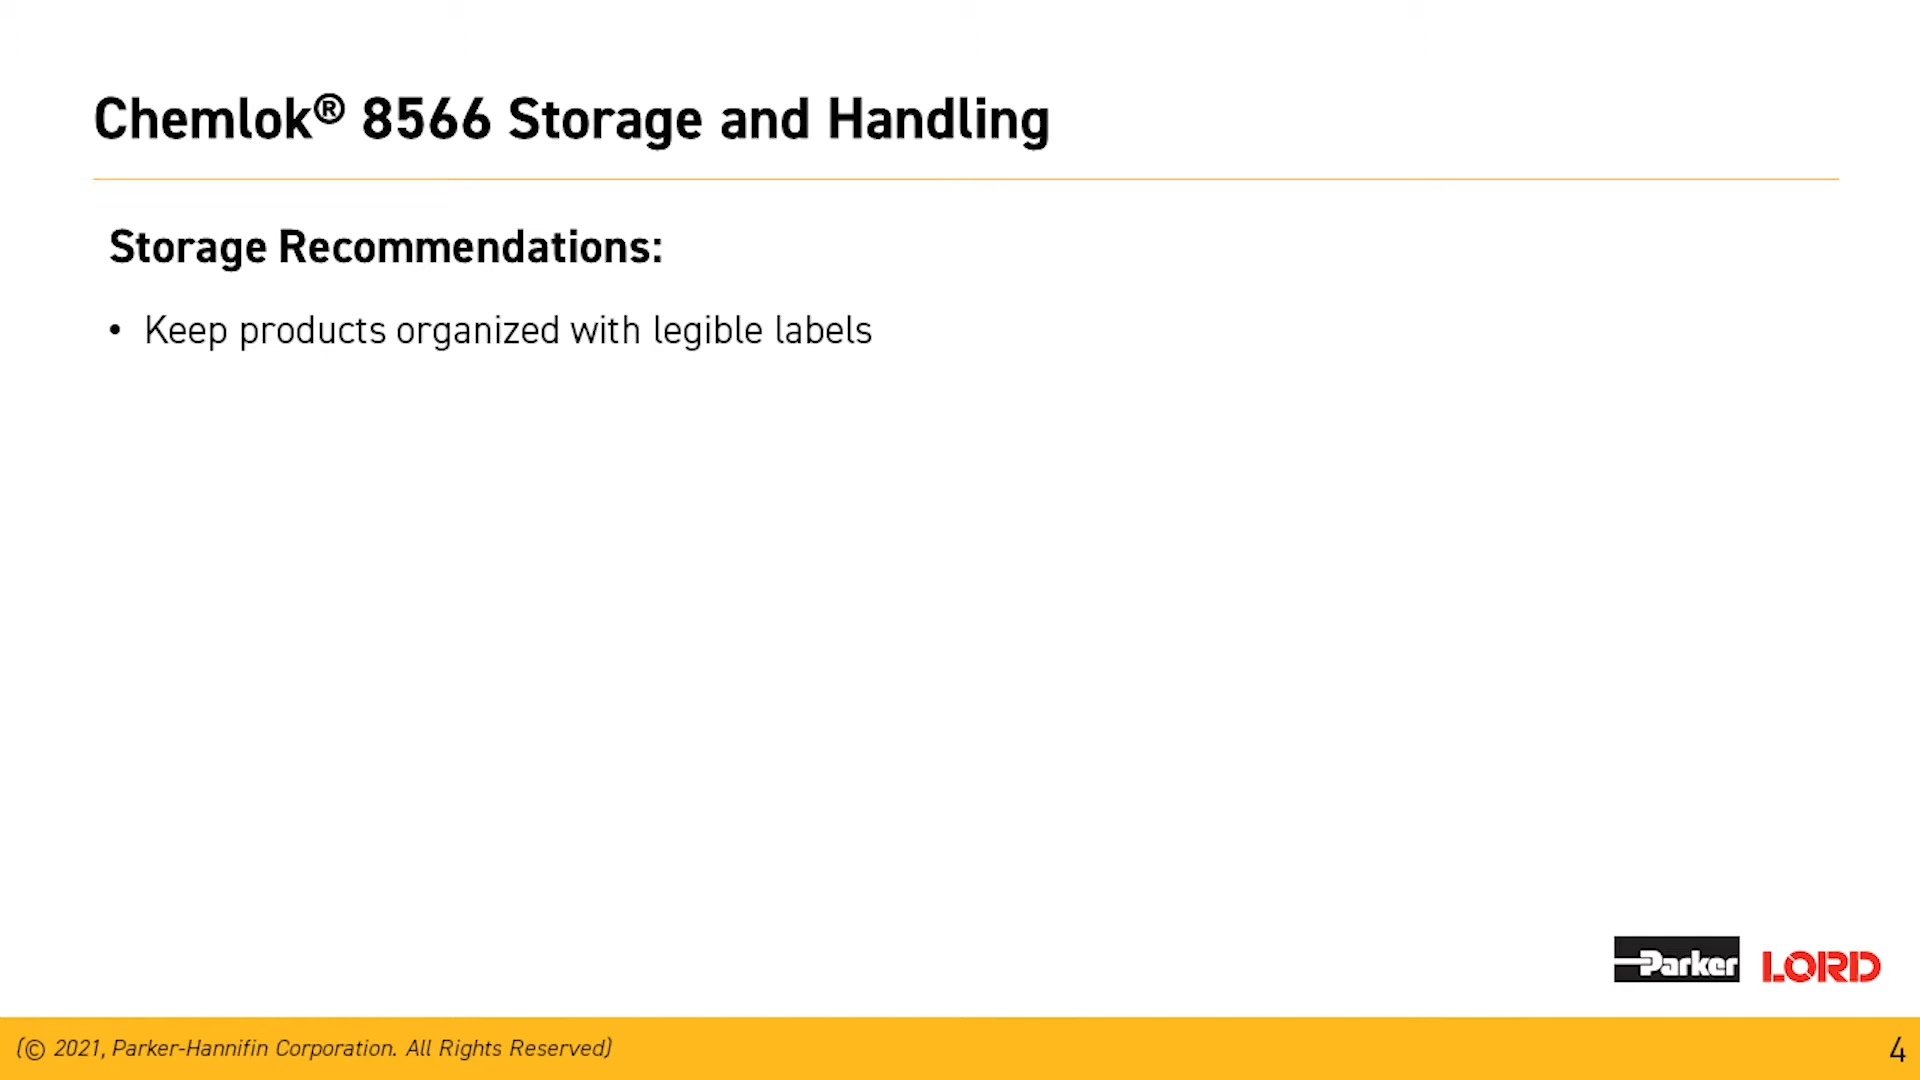 Chemlok® 8566 Storage and Handling
Storage Recommendations:
• Keep products organized with legible labels
Parker LORD
(© 2021, Parker-Hannifin Corporation. All Rights Reserved)
4